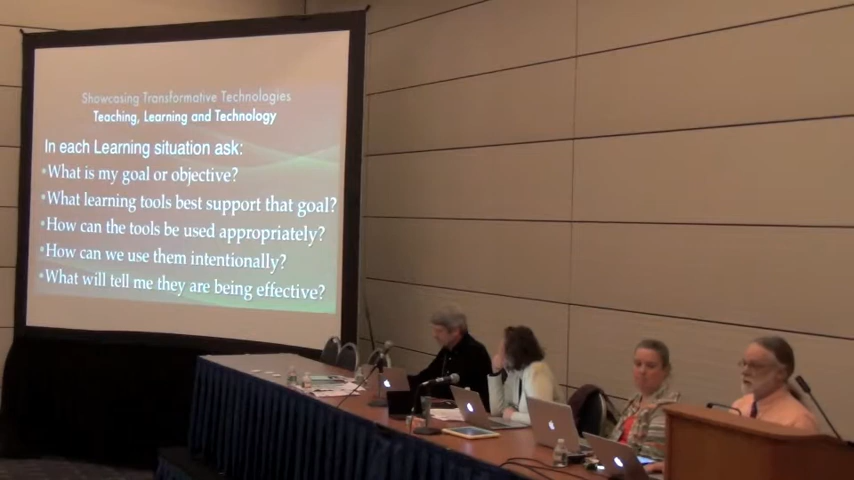 Showcasing Transformative Technologies
Teaching, Learning and Technology
In each Learning situation ask:
•What is my goal or objective?
•What learning tools best support that goal?
•How can the tools be used appropriately?
•How can we use them intentionally?
•What will tell me they are being effective?